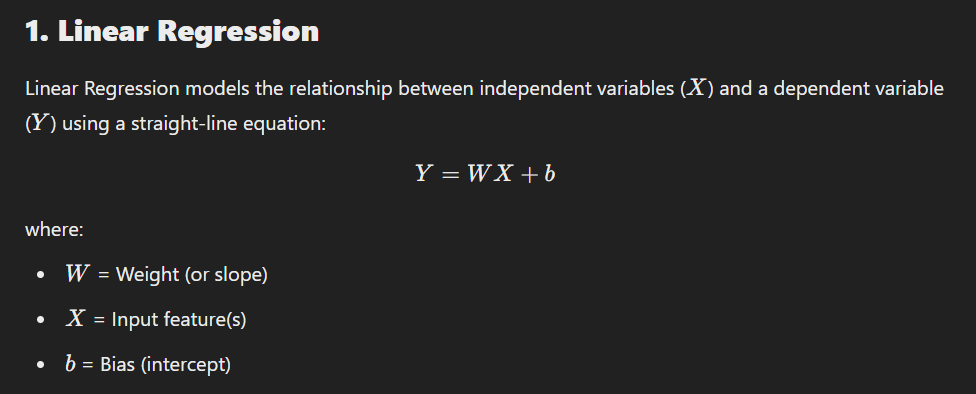 1. Linear Regression
Linear Regression models the relationship between independent variables (X) and a dependent variable
(Y) using a straight-line equation:
Y = WX + b
where:
• W = Weight (or slope)
• X = Input feature(s)
• b = Bias (intercept)